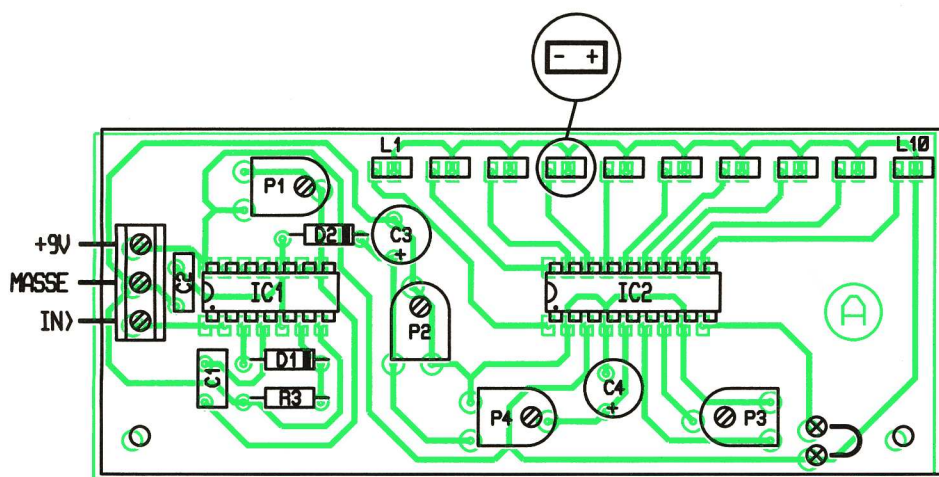 - +
L1
L10
P1
D2
C3
+
+9V
MASSE
IN>
C2
IC1
IC2
P2
A
D1
C1
R3
C4
+
P4
P3